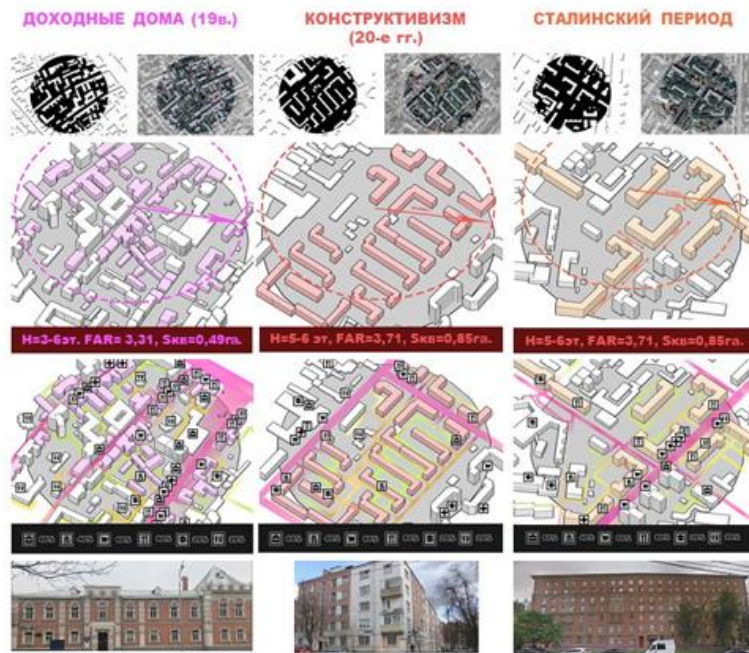 ДОХОДНЫЕ ДОМА (19в.)
КОНСТРУКТИВИЗМ
(20-е гг.)
СТАЛИНСКИЙ ПЕРИОД
H=3-6эт. FAR= 3,31, Sкв=0,49га.
H=5-6 эт, FAR=3,71, Sкв=0,85га.
H=5-6эт, FAR=3,71, Sкв=0,85га.